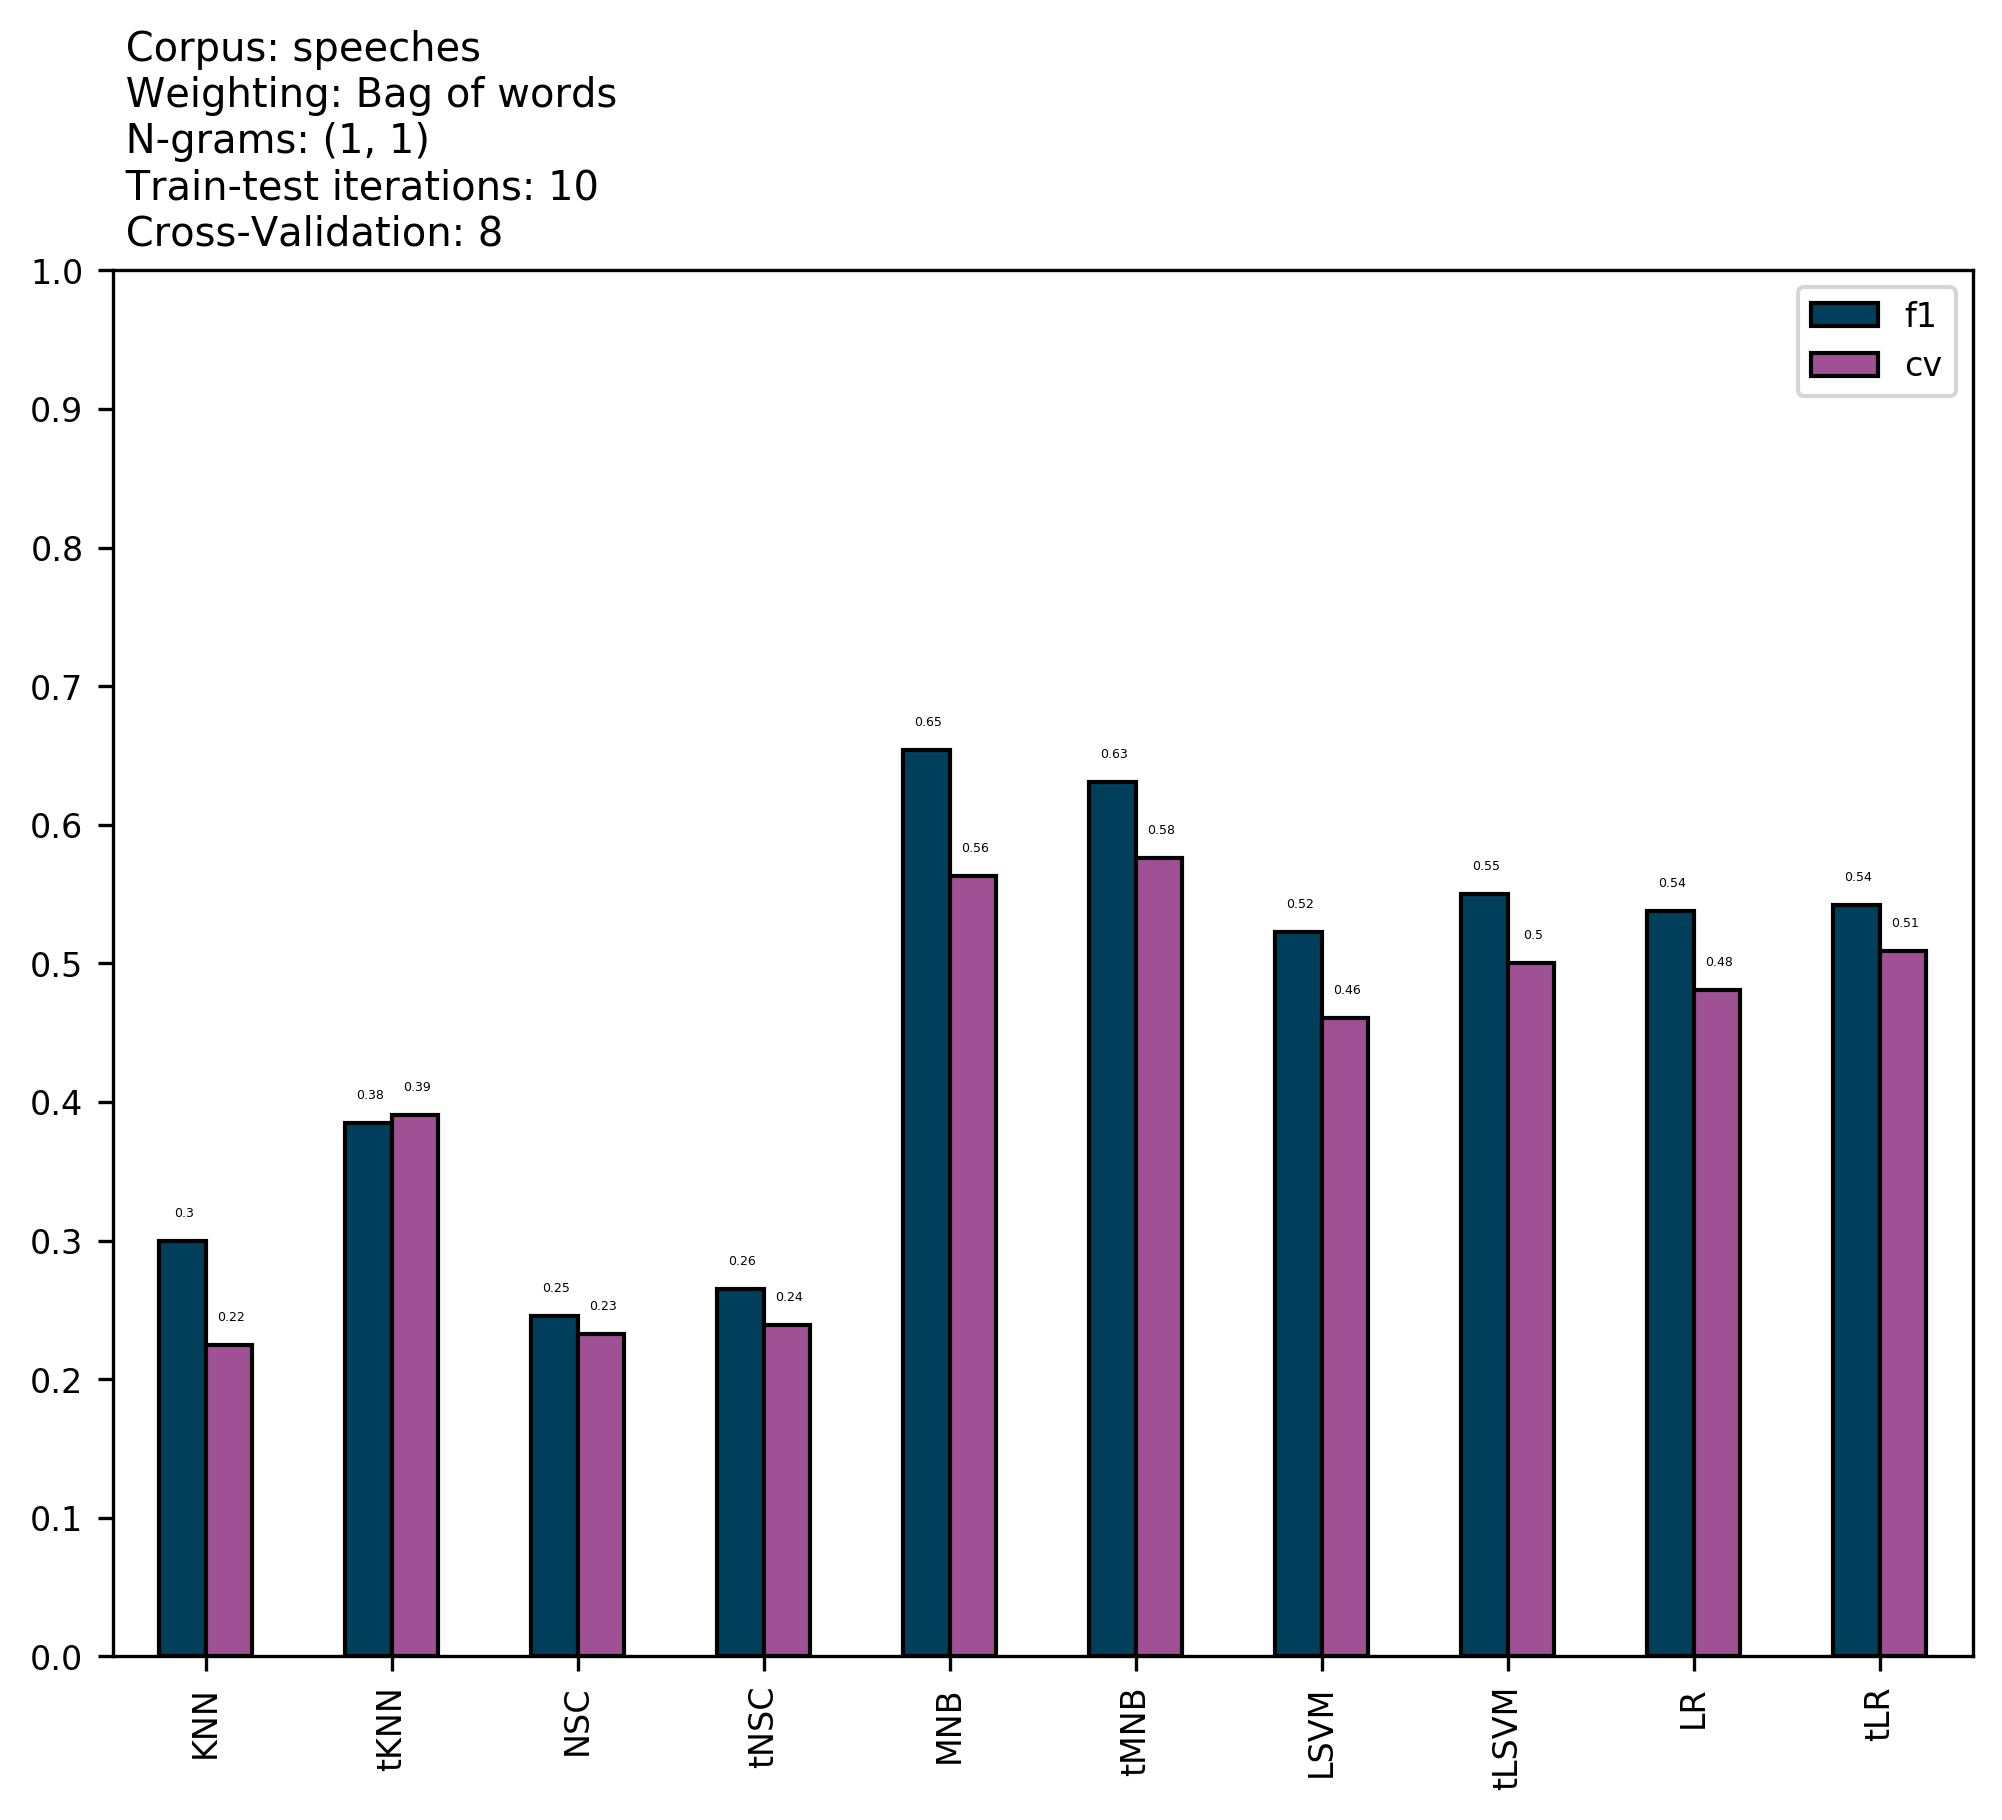 Corpus: speeches
Weighting: Bag of words
N-grams: (1, 1)
Train-test iterations: 10
Cross-Validation: 8
1.0
0.9
0.8
0.7
0.6
0.5
0.4
0.3
0.2
0.1
0.0
f1
cv
0.3
0.22
0.38
0.39
0.25
0.23
0.26
0.24
0.65
0.56
0.63
0.58
0.52
0.46
0.55
0.5
0.54
0.48
0.54
0.51
KNN
tKNN
NSC
tNSC
MNB
tMNB
LSVM
tLSVM
LR
tLR